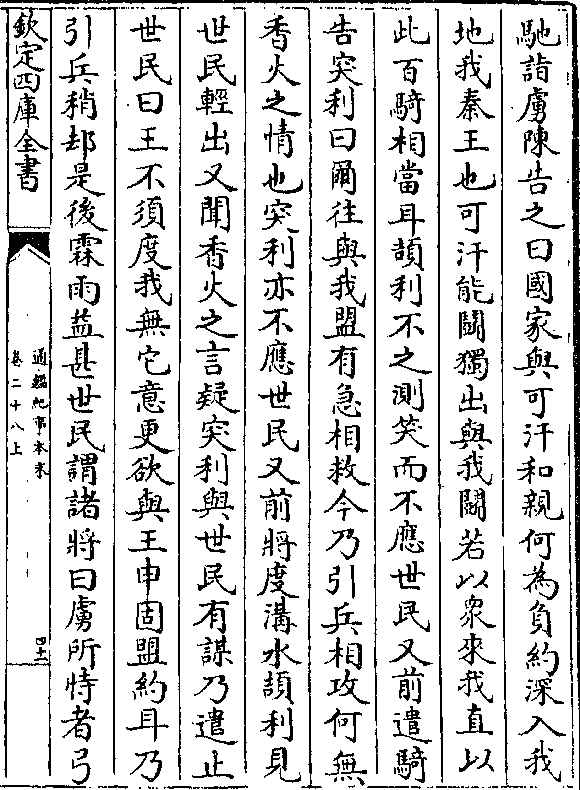 馳詣虜陳告之曰國家與可汗和親何為負約深入我
地我秦王也可汗能鬭獨出與我鬭若以衆來我直以
此百騎相當耳頡利不之測笑而不應世民又前遣騎
告突利曰爾往與我盟有急相救今乃引兵相攻何無
香火之情也突利亦不應世民又前將度溝水頡利見
世民輕出又聞香火之言疑突利與世民有謀乃遣止
世民曰王不須度我無它意更欲與王申固盟約耳乃
引兵稍却是後霖雨益甚世民謂諸將曰虜所恃者弓
欽定四庫全書
通鑑紀事本末
卷二十八上
四十一